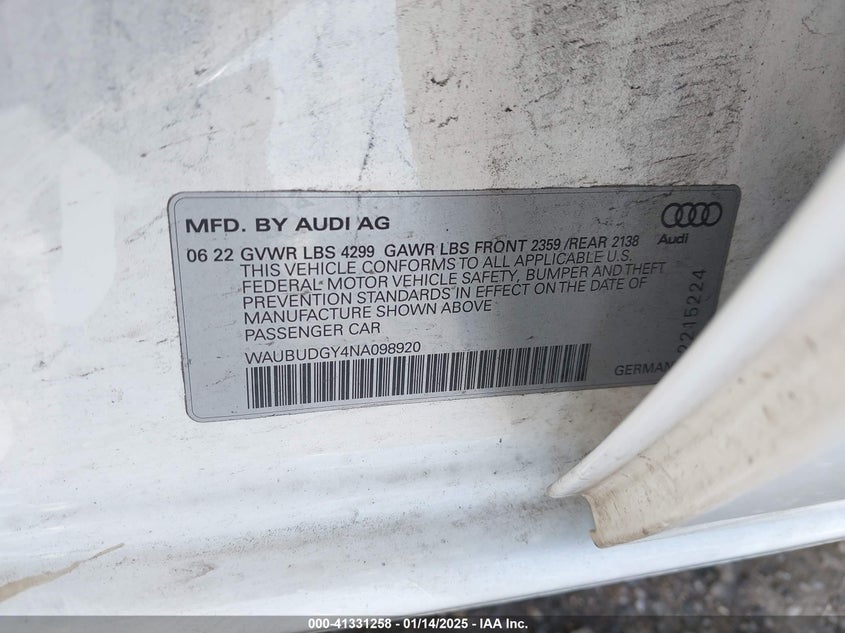 MFD. BY AUDI AG
06 22 GVWR LBS 4299 GAWR LBS FRONT 2359 /REAR 2138
Audi
THIS VEHICLE CONFORMS TO ALL APPLICABLE U.S.
FEDERAL MOTOR VEHICLE SAFETY, BUMPER AND THEFT
PREVENTION STANDARDS IN EFFECT ON THE DATE OF
MANUFACTURE SHOWN ABOVE
PASSENGER CAR
WAUBUDGY4NA098920
GERMAN
2215224
000-41331258 — 01/14/2025 — IAA Inc.